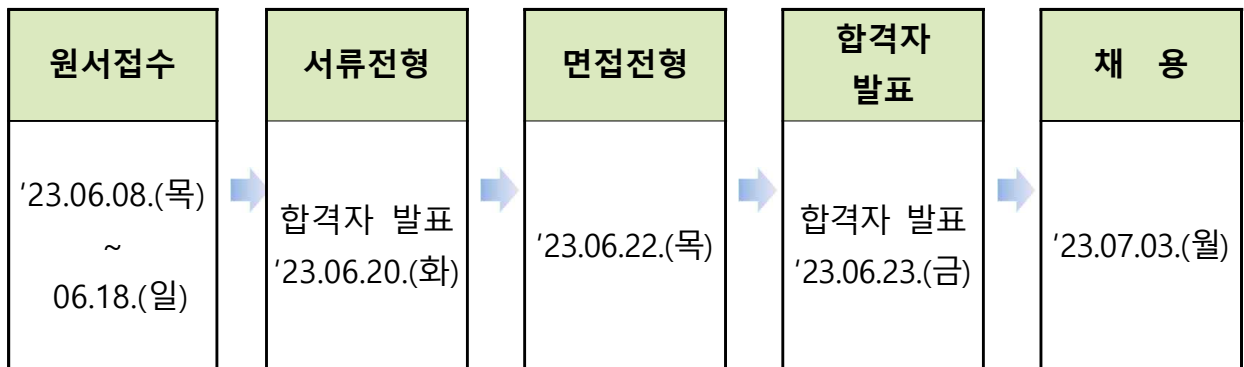 원서접수
'23.06.08.(목)
~
06.18.(일)
서류전형
합격자 발표
'23.06.20.(화)
면접전형
'23.06.22.(목)
합격자
발표
합격자 발표
'23.06.23.(금)
채 용
'23.07.03.(월)